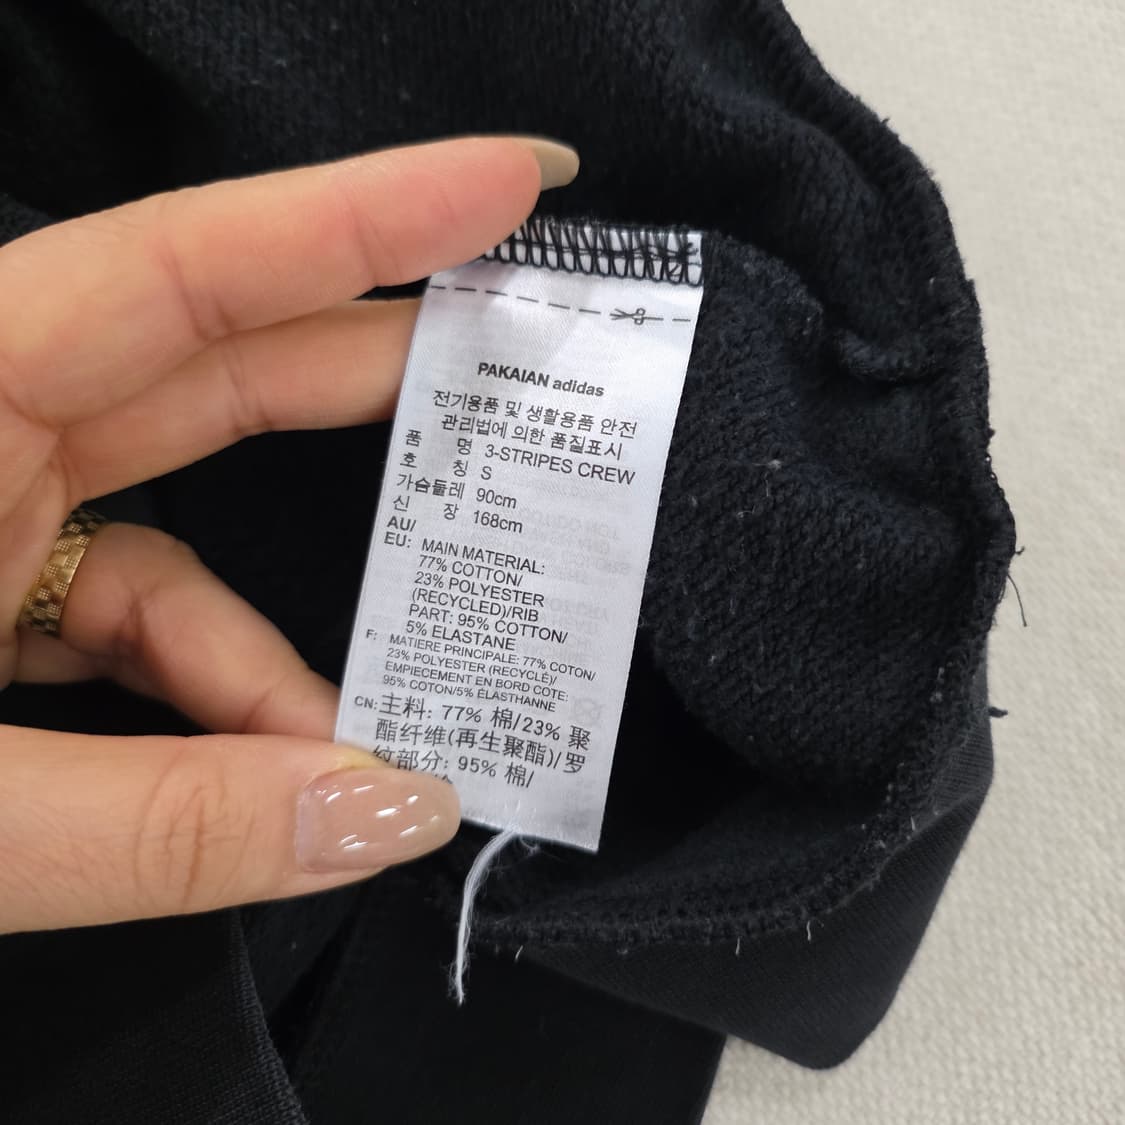 PAKAIAN adidas
전기용품 및 생활용품 안전
관리법에 의한 품질표시
품 명 3-STRIPES CREW
호 칭 S
가슴둘레 90cm
신 장 168cm
AU/
EU: MAIN MATERIAL:
77% COTTON/
23% POLYESTER
(RECYCLED)/RIB
PART: 95% COTTON/
5% ELASTANE
F: MATIERE PRINCIPALE: 77% COTON/
23% POLYESTER (RECYCLÉ)/
EMPIECEMENT EN BORD COTE:
95% COTON/5% ÉLASTHANNE
CN: 主料: 77% 棉/23% 聚
酯纤维(再生聚酯)/罗
纹部分: 95% 棉/